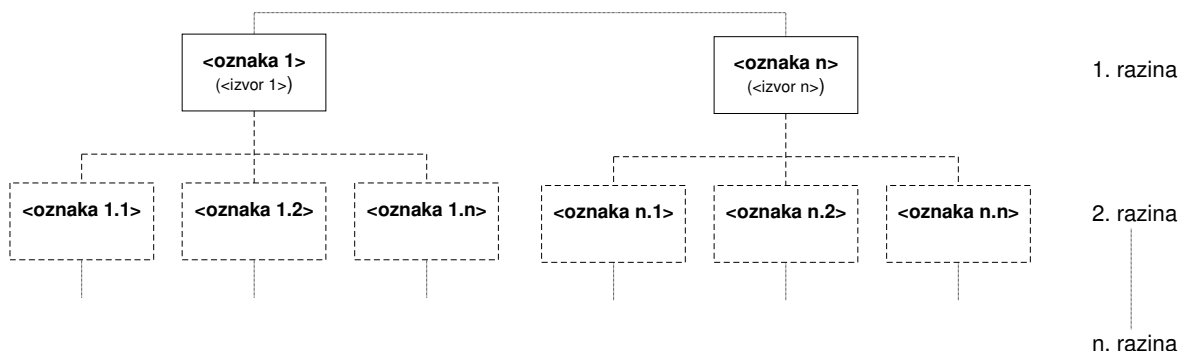 <oznaka 1>
(<izvor 1>)
<oznaka n>
(<izvor n>)
1. razina
<oznaka 1.1>
<oznaka 1.2>
<oznaka 1.n>
<oznaka n.1>
<oznaka n.2>
<oznaka n.n>
2. razina
n. razina